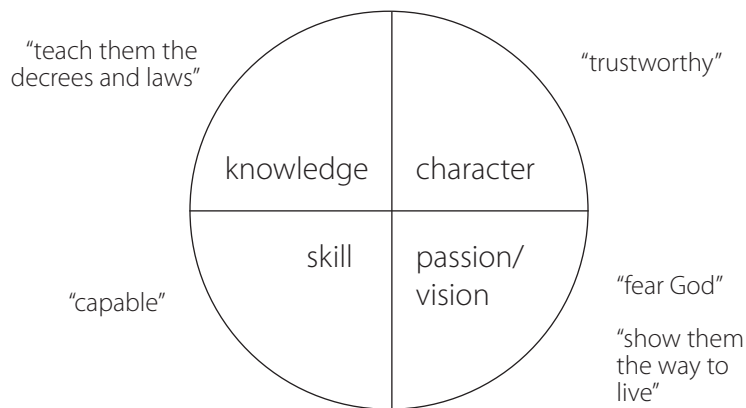 “teach them the
decrees and laws”
“trustworthy”
knowledge
character
skill
passion/
vision
“capable”
“fear God”
“show them
the way to
live”